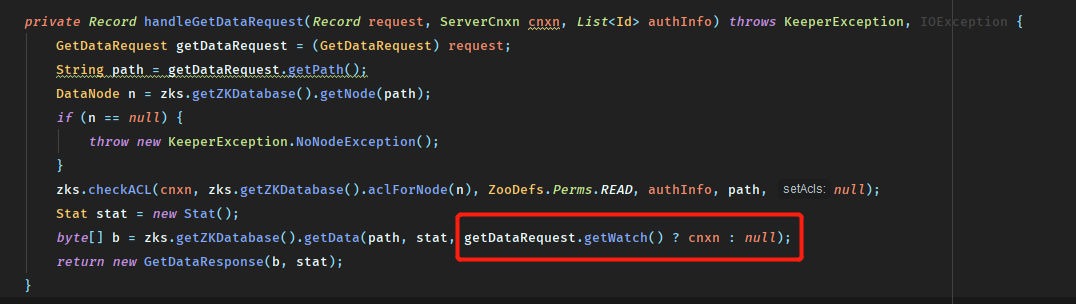 private Record handleGetDataRequest(Record request, ServerCnxn cnxn, List<Id> authInfo) throws KeeperException, IOException {
GetDataRequest getDataRequest = (GetDataRequest) request;
String path = getDataRequest.getPath();
DataNode n = zks.getZKDatabase().getNode(path);
if (n == null) {
throw new KeeperException.NoNodeException();
}
zks.checkACL(cnxn, zks.getZKDatabase().aclForNode(n), ZooDefs.Perms.READ, authInfo, path, setAcls: null);
Stat stat = new Stat();
byte[] b = zks.getZKDatabase().getData(path, stat, getDataRequest.getWatch() ? cnxn : null);
return new GetDataResponse(b, stat);
}